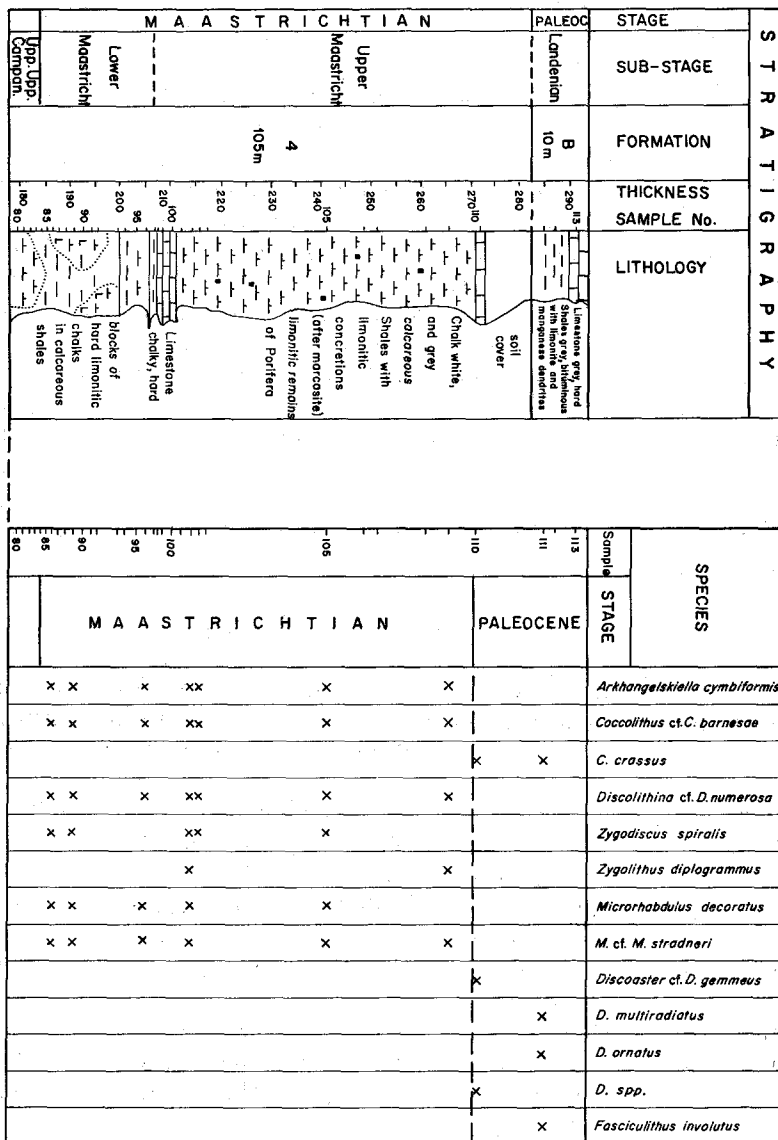 STRATIGRAPHY
STAGE
PALEOC
MAASTRICHTIAN
SUB-STAGE
Landenian
Upper
Maastricht
Lower
Maastricht
Upp. Upp.
Campan.
FORMATION
B
10 m
4
105m
THICKNESS
SAMPLE No.
180 190 200 210 220 230 240 250 260 270 280 290
80 85 90 95 100 105 110 113
LITHOLOGY
Limestone grey, hard
Shales grey, bituminous
with limonite and
manganese dendrites
soil
cover
Chalk white,
and grey
calcareous
Shales with
limonitic
concretions
(after marcasite)
limonitic remains
of Porifera
Limestone
chalky, hard
blocks of
hard limonitic
chalks
in calcareous
shales
80 85 90 95 100 105 110 111 113
Sample
SPECIES
STAGE
MAASTRICHTIAN
PALEOCENE
x x x xx x x Arkhangelskiella cymbiformis
x x x xx x x Coccolithus cf. C. barnesae
x x C. crassus
x x x xx x x Discolithina cf. D. numerosa
x x xx x Zygodiscus spiralis
x x Zygolithus diplogrammus
x x x x x Microrhabdulus decoratus
x x x x x x M. cf. M. stradneri
x Discoaster cf. D. gemmeus
x D. multiradiatus
x D. ornatus
x D. spp.
x Fasciculithus involutus